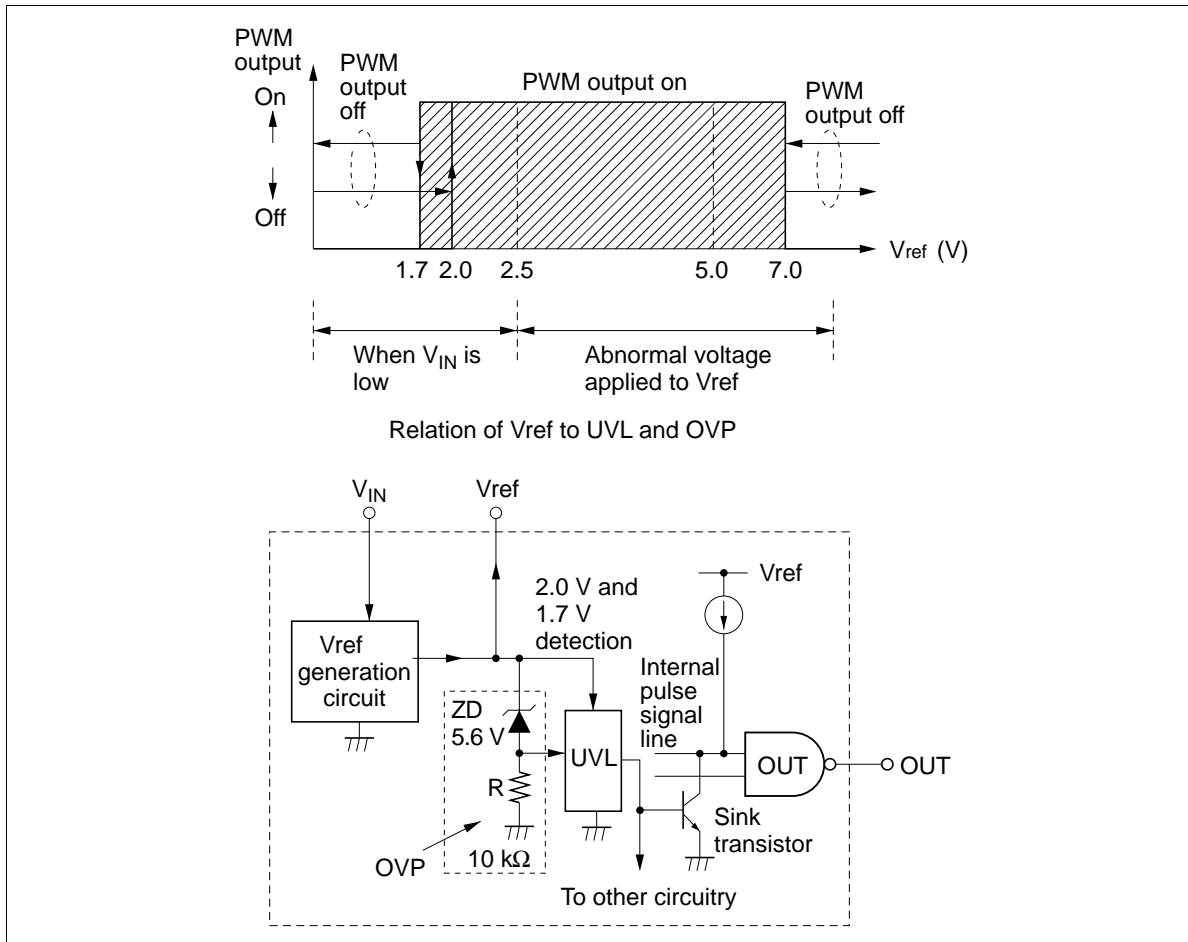 PWM
output
On
Off
PWM
output
off
PWM output on
PWM
output off
Vref (V)
1.7 2.0 2.5 5.0 7.0
When VIN is
low
Abnormal voltage
applied to Vref
Relation of Vref to UVL and OVP
VIN
Vref
Vref
generation
circuit
2.0 V and
1.7 V
detection
Vref
Internal
pulse
signal
line
ZD
5.6 V
R
UVL
OUT
OUT
Sink
transistor
OVP
10 kΩ
To other circuitry